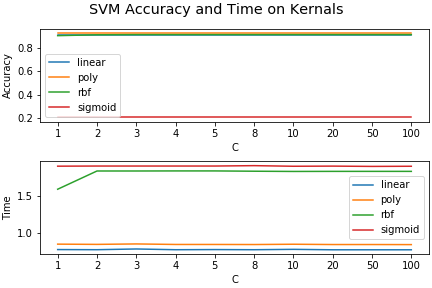 SVM Accuracy and Time on Kernals
0.8
0.6
0.4
0.2
Accuracy
linear
poly
rbf
sigmoid
1 2 3 4 5 8 10 20 50 100
C
1.5
1.0
Time
linear
poly
rbf
sigmoid
1 2 3 4 5 8 10 20 50 100
C